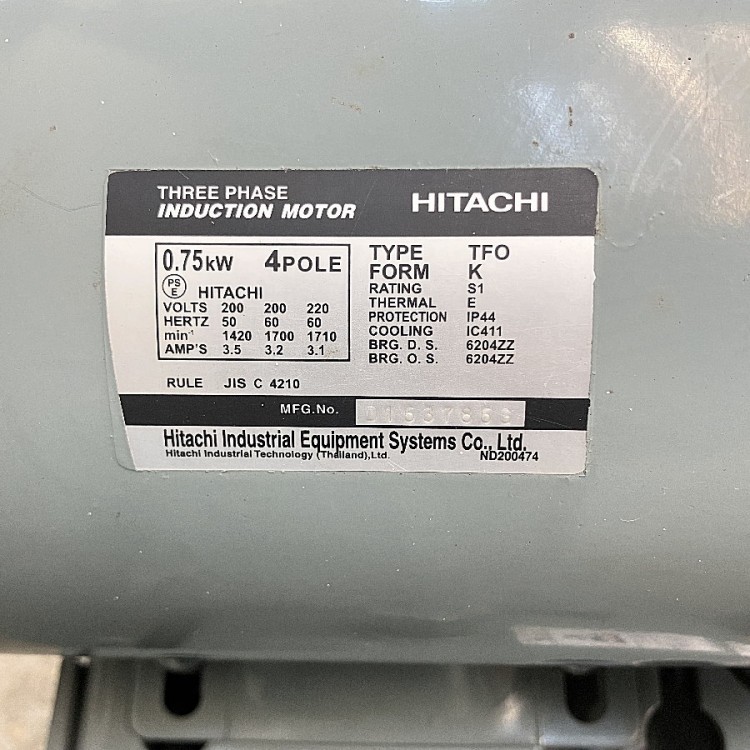 THREE PHASE
INDUCTION MOTOR
HITACHI
0.75kW 4POLE
PS
E
HITACHI
VOLTS 200 200 220
HERTZ 50 60 60
min⁻¹ 1420 1700 1710
AMP'S 3.5 3.2 3.1
TYPE TFO
FORM K
RATING S1
THERMAL E
PROTECTION IP44
COOLING IC411
BRG. D. S. 6204ZZ
BRG. O. S. 6204ZZ
RULE JIS C 4210
MFG.No.
Hitachi Industrial Equipment Systems Co., Ltd.
Hitachi Industrial Technology (Thailand),Ltd.
ND200474